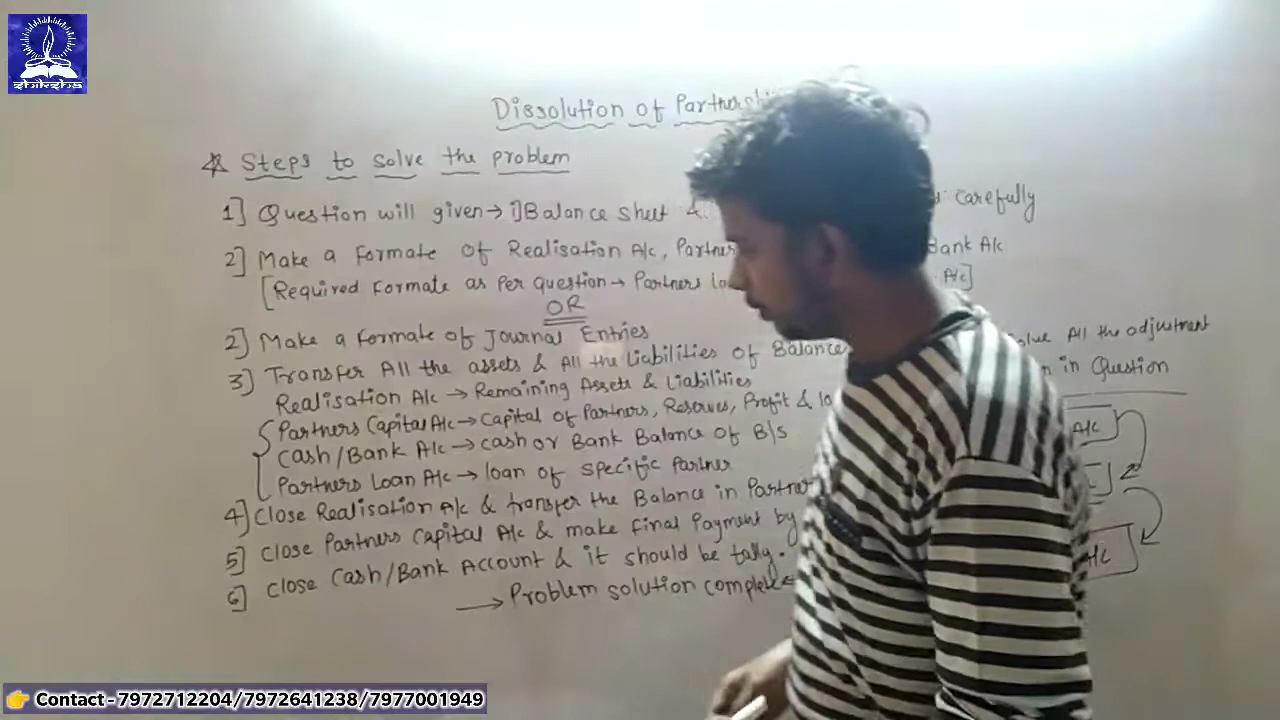 shiksha
Dissolution of Partnershi
☆ Steps to solve the problem
1] Question will given → i] Balance Sheet & carefully
2] Make a Formate of Realisation A/c, Partner Bank A/c
[Required Formate as Per question → Partners lo A/c]
OR
2] Make a Formate of Journal Entries
3] Transfer All the assets & All the Liabilities of Balance
Realisation A/c → Remaining Assets & Liabilities
Partners Capital A/c → Capital of Partners, Reserves, Profit & lo
Cash/Bank A/c → cash or Bank Balance of B/s
Partners Loan A/c → loan of specific Partner
4] Close Realisation A/c & transfer the Balance in Partner
5] Close Partners Capital A/c & make final Payment by
6] Close Cash/Bank Account & it should be tally.
→ Problem solution complete
All the adjustment
in Question
A/c
A/c
Contact - 7972712204/7972641238/7977001949